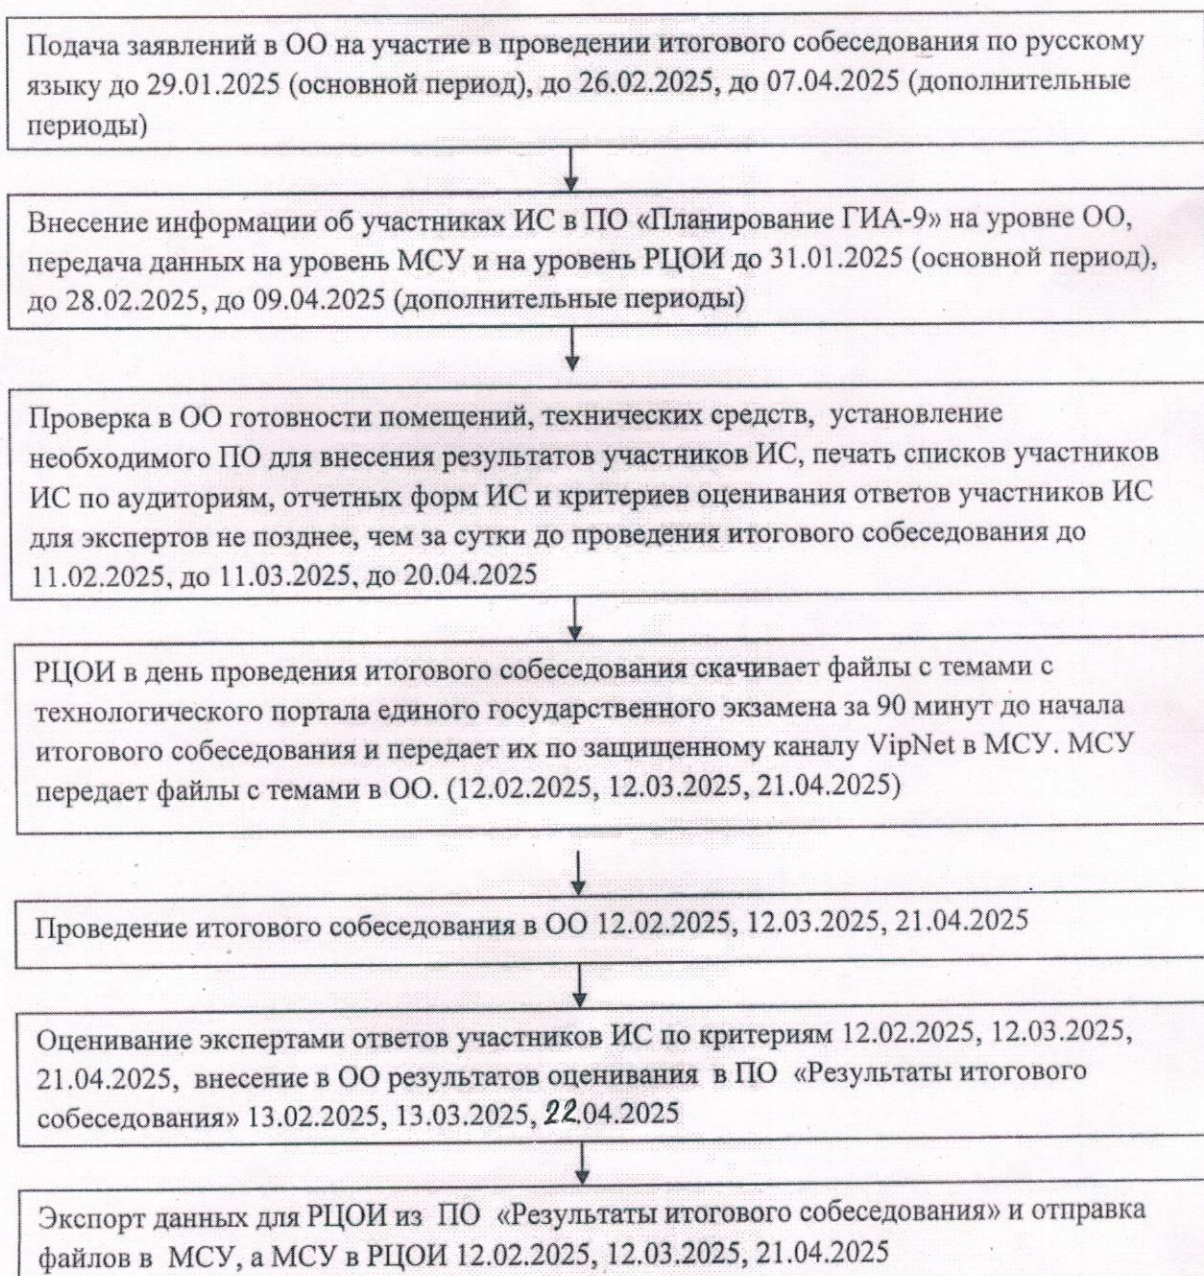 Подача заявлений в ОО на участие в проведении итогового собеседования по русскому
языку до 29.01.2025 (основной период), до 26.02.2025, до 07.04.2025 (дополнительные
периоды)
Внесение информации об участниках ИС в ПО «Планирование ГИА-9» на уровне ОО,
передача данных на уровень МСУ и на уровень РЦОИ до 31.01.2025 (основной период),
до 28.02.2025, до 09.04.2025 (дополнительные периоды)
Проверка в ОО готовности помещений, технических средств, установление
необходимого ПО для внесения результатов участников ИС, печать списков участников
ИС по аудиториям, отчетных форм ИС и критериев оценивания ответов участников ИС
для экспертов не позднее, чем за сутки до проведения итогового собеседования до
11.02.2025, до 11.03.2025, до 20.04.2025
РЦОИ в день проведения итогового собеседования скачивает файлы с темами с
технологического портала единого государственного экзамена за 90 минут до начала
итогового собеседования и передает их по защищенному каналу VipNet в МСУ. МСУ
передает файлы с темами в ОО. (12.02.2025, 12.03.2025, 21.04.2025)
Проведение итогового собеседования в ОО 12.02.2025, 12.03.2025, 21.04.2025
Оценивание экспертами ответов участников ИС по критериям 12.02.2025, 12.03.2025,
21.04.2025, внесение в ОО результатов оценивания в ПО «Результаты итогового
собеседования» 13.02.2025, 13.03.2025, 22.04.2025
Экспорт данных для РЦОИ из ПО «Результаты итогового собеседования» и отправка
файлов в МСУ, а МСУ в РЦОИ 12.02.2025, 12.03.2025, 21.04.2025